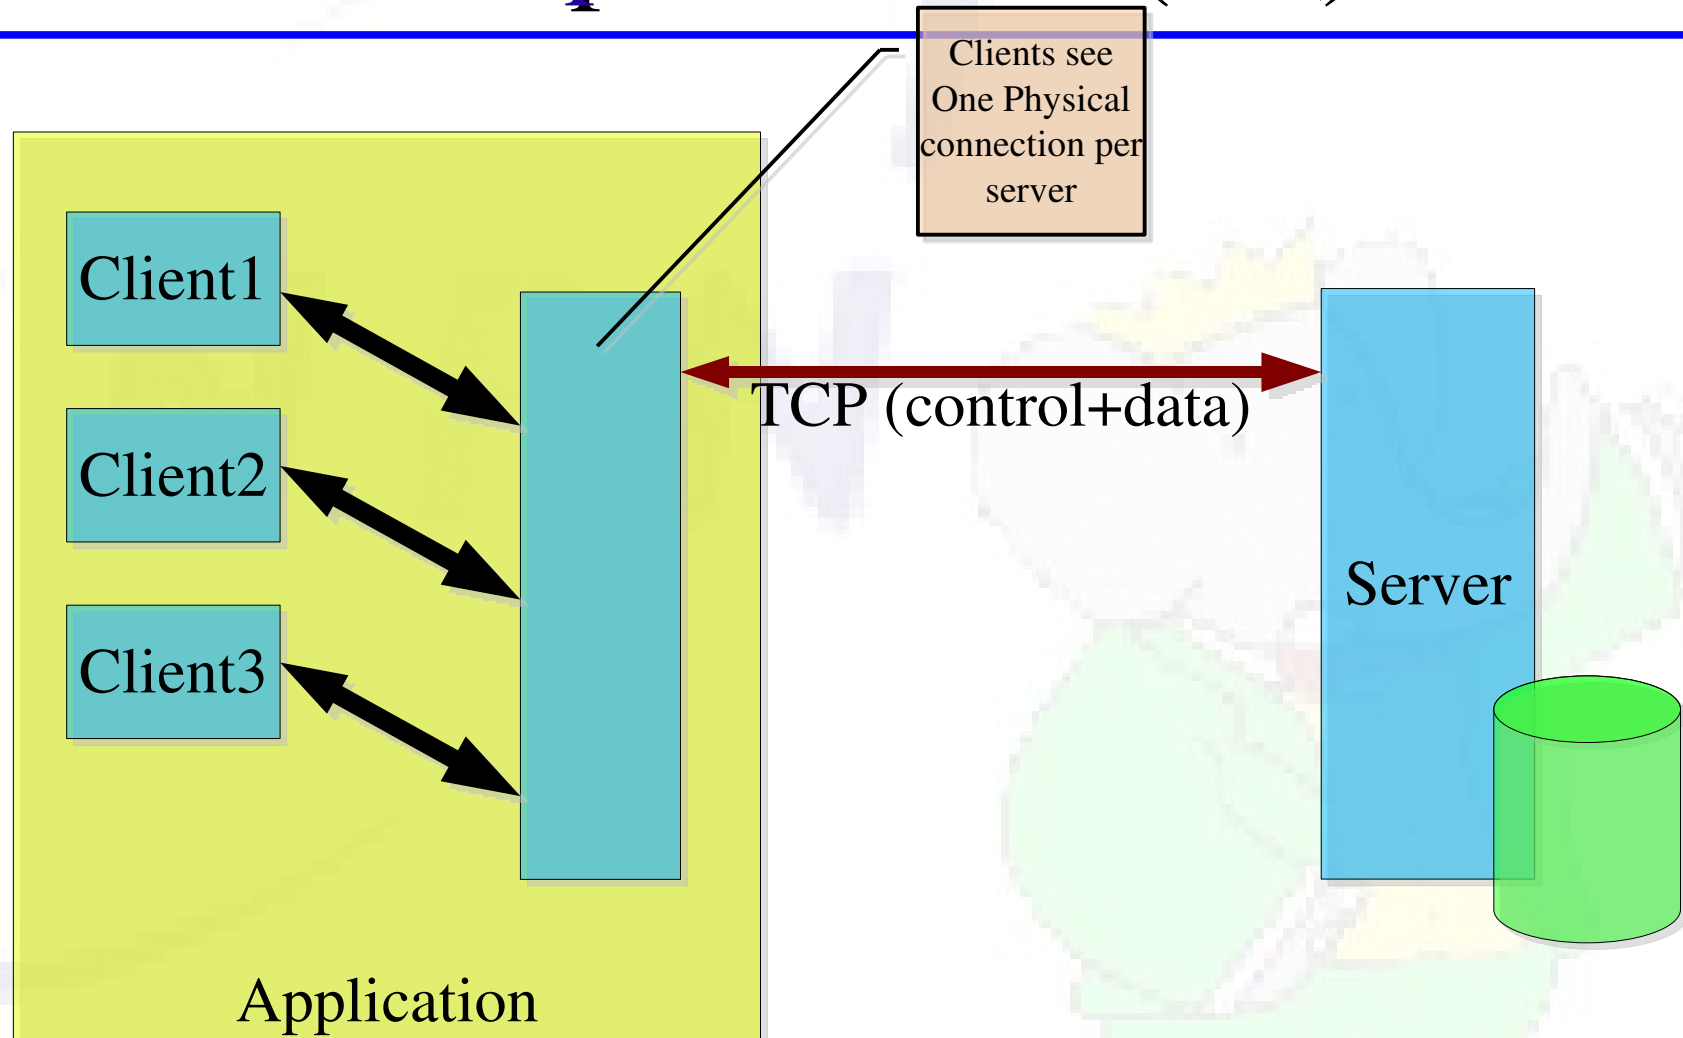 Clients see
One Physical
connection per
server
Client1
TCP (control+data)
Client2
Server
Client3
Application